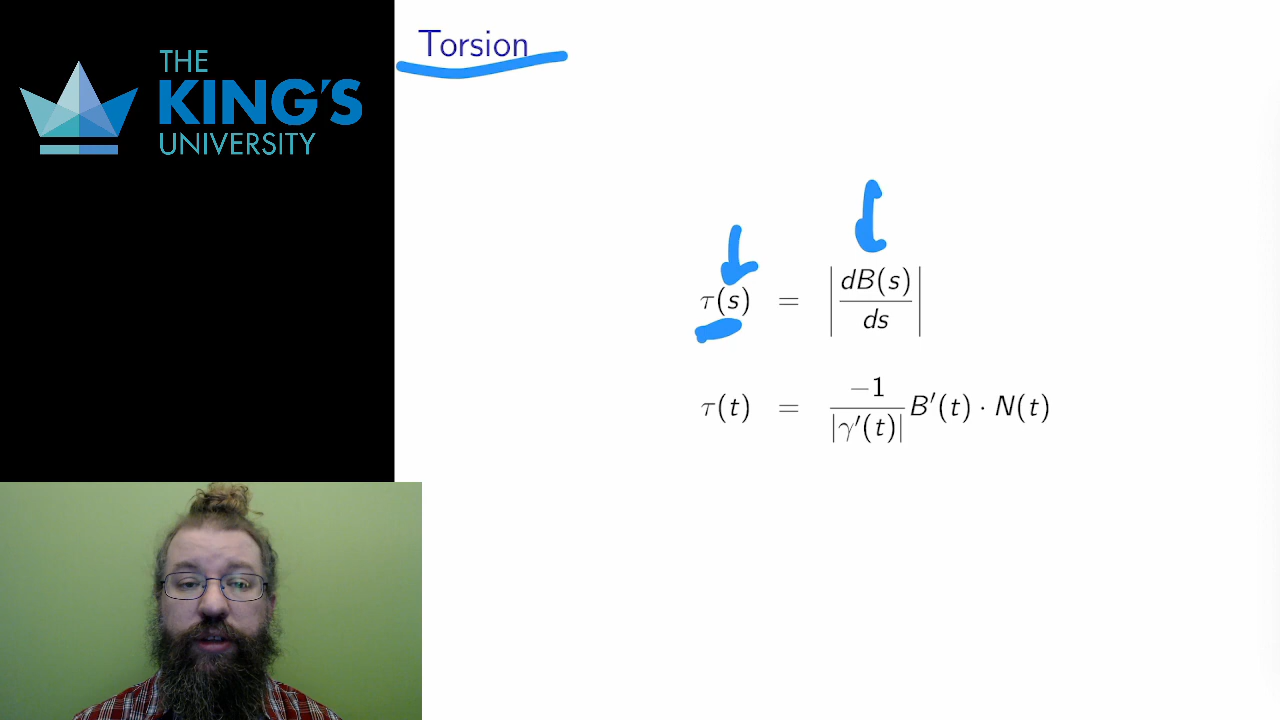 THE
KING'S
UNIVERSITY
Torsion
τ(s) = |dB(s)/ds|
τ(t) = −1/|γ′(t)| B′(t) · N(t)